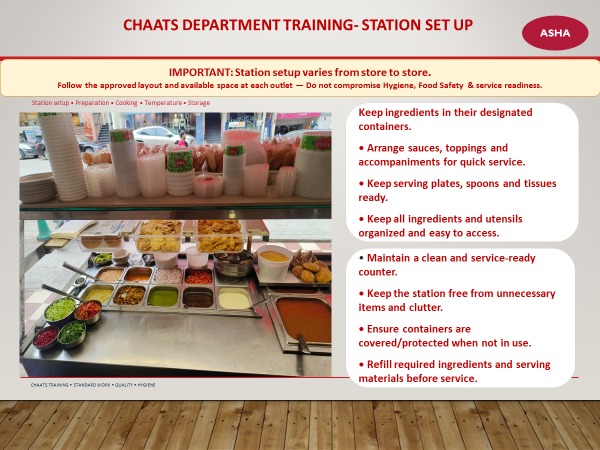 CHAATS DEPARTMENT TRAINING- STATION SET UP
ASHA
IMPORTANT: Station setup varies from store to store.
Follow the approved layout and available space at each outlet — Do not compromise Hygiene, Food Safety & service readiness.
Station setup • Preparation • Cooking • Temperature • Storage
Keep ingredients in their designated
containers.
• Arrange sauces, toppings and
accompaniments for quick service.
• Keep serving plates, spoons and tissues
ready.
• Keep all ingredients and utensils
organized and easy to access.
• Maintain a clean and service-ready
counter.
• Keep the station free from unnecessary
items and clutter.
• Ensure containers are
covered/protected when not in use.
• Refill required ingredients and serving
materials before service.
CHAATS TRAINING • STANDARD WORK • QUALITY • HYGIENE